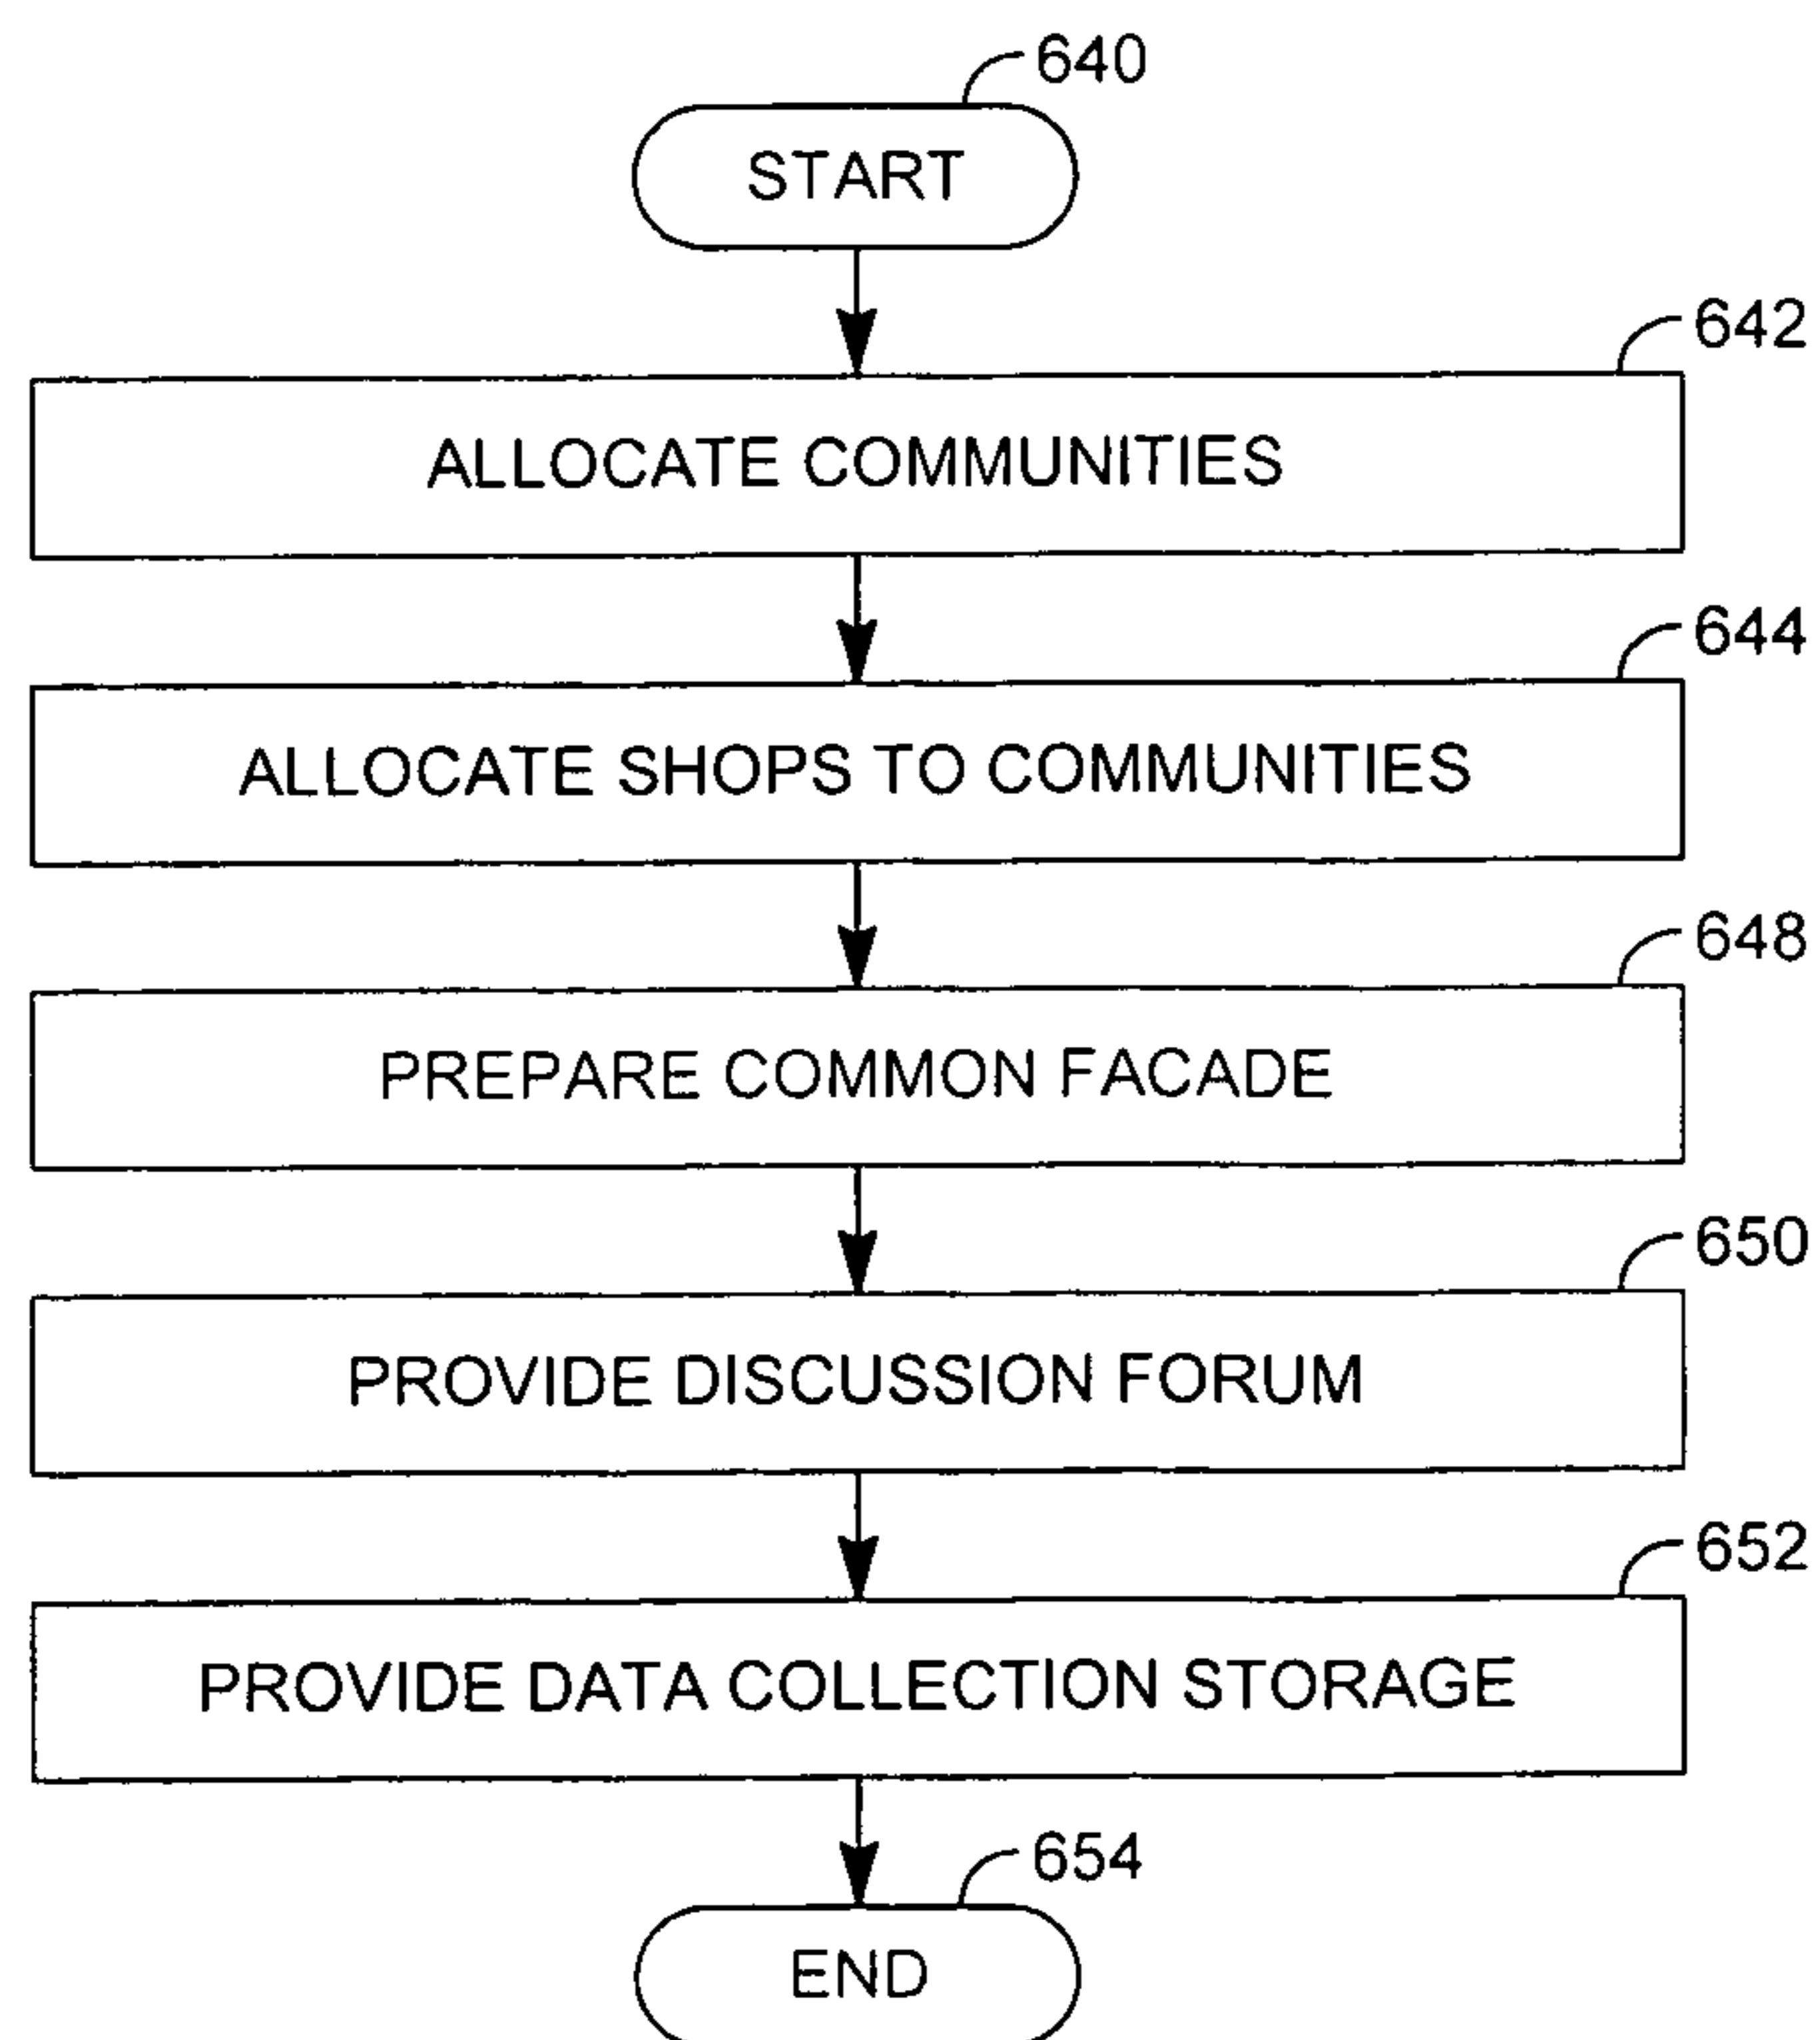 640
START
642
ALLOCATE COMMUNITIES
644
ALLOCATE SHOPS TO COMMUNITIES
648
PREPARE COMMON FACADE
650
PROVIDE DISCUSSION FORUM
652
PROVIDE DATA COLLECTION STORAGE
654
END